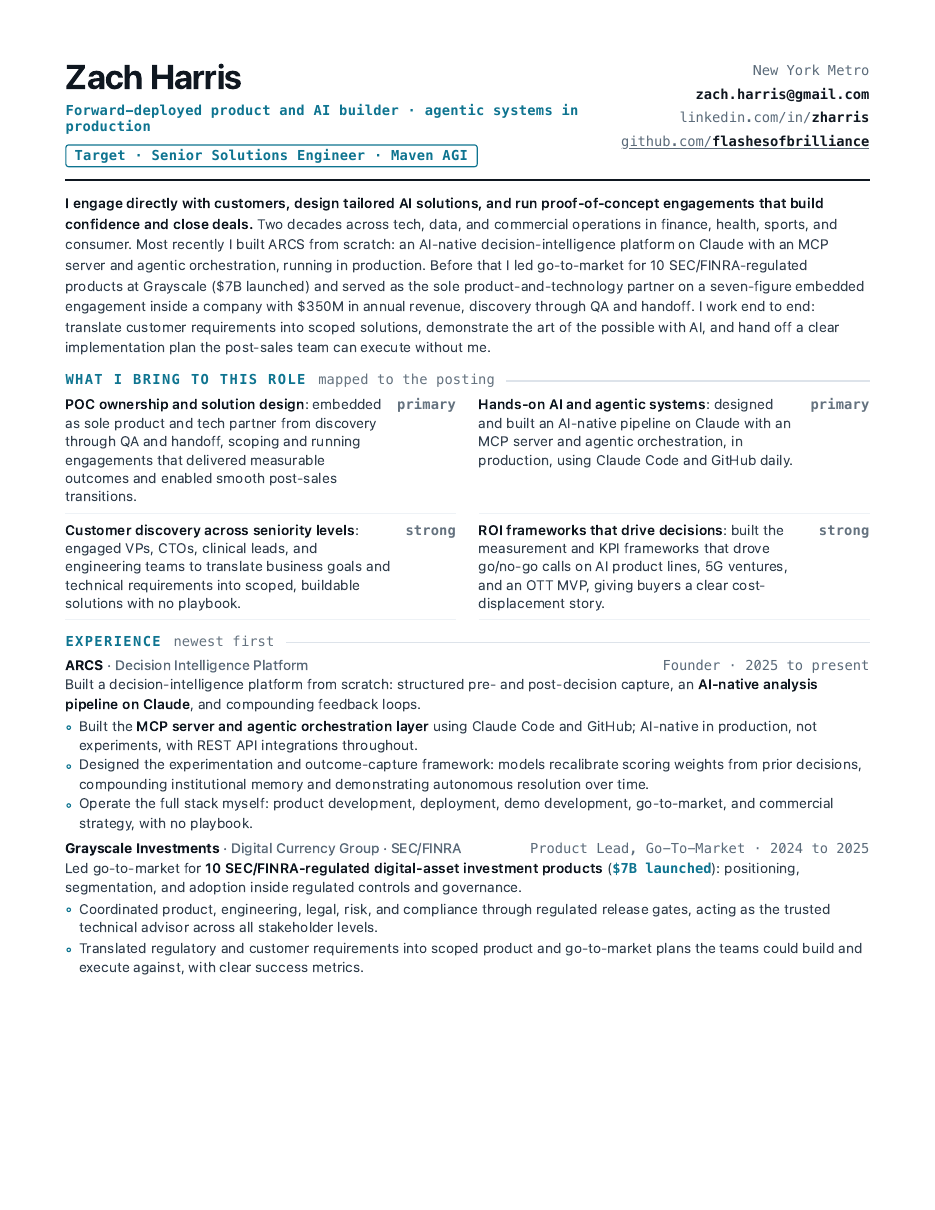 Zach Harris
Forward-deployed product and AI builder · agentic systems in
production
Target · Senior Solutions Engineer · Maven AGI
New York Metro
zach.harris@gmail.com
linkedin.com/in/zharris
github.com/flashesofbrilliance
I engage directly with customers, design tailored AI solutions, and run proof-of-concept engagements that build
confidence and close deals. Two decades across tech, data, and commercial operations in finance, health, sports, and
consumer. Most recently I built ARCS from scratch: an AI-native decision-intelligence platform on Claude with an MCP
server and agentic orchestration, running in production. Before that I led go-to-market for 10 SEC/FINRA-regulated
products at Grayscale ($7B launched) and served as the sole product-and-technology partner on a seven-figure embedded
engagement inside a company with $350M in annual revenue, discovery through QA and handoff. I work end to end:
translate customer requirements into scoped solutions, demonstrate the art of the possible with AI, and hand off a clear
implementation plan the post-sales team can execute without me.
WHAT I BRING TO THIS ROLE mapped to the posting
POC ownership and solution design: embedded primary
as sole product and tech partner from discovery
through QA and handoff, scoping and running
engagements that delivered measurable
outcomes and enabled smooth post-sales
transitions.
Hands-on AI and agentic systems: designed primary
and built an AI-native pipeline on Claude with an
MCP server and agentic orchestration, in
production, using Claude Code and GitHub daily.
Customer discovery across seniority levels: strong
engaged VPs, CTOs, clinical leads, and
engineering teams to translate business goals and
technical requirements into scoped, buildable
solutions with no playbook.
ROI frameworks that drive decisions: built the strong
measurement and KPI frameworks that drove
go/no-go calls on AI product lines, 5G ventures,
and an OTT MVP, giving buyers a clear cost-
displacement story.
EXPERIENCE newest first
ARCS · Decision Intelligence Platform Founder · 2025 to present
Built a decision-intelligence platform from scratch: structured pre- and post-decision capture, an AI-native analysis
pipeline on Claude, and compounding feedback loops.
Built the MCP server and agentic orchestration layer using Claude Code and GitHub; AI-native in production, not
experiments, with REST API integrations throughout.
Designed the experimentation and outcome-capture framework: models recalibrate scoring weights from prior decisions,
compounding institutional memory and demonstrating autonomous resolution over time.
Operate the full stack myself: product development, deployment, demo development, go-to-market, and commercial
strategy, with no playbook.
Grayscale Investments · Digital Currency Group · SEC/FINRA Product Lead, Go-To-Market · 2024 to 2025
Led go-to-market for 10 SEC/FINRA-regulated digital-asset investment products ($7B launched): positioning,
segmentation, and adoption inside regulated controls and governance.
Coordinated product, engineering, legal, risk, and compliance through regulated release gates, acting as the trusted
technical advisor across all stakeholder levels.
Translated regulatory and customer requirements into scoped product and go-to-market plans the teams could build and
execute against, with clear success metrics.